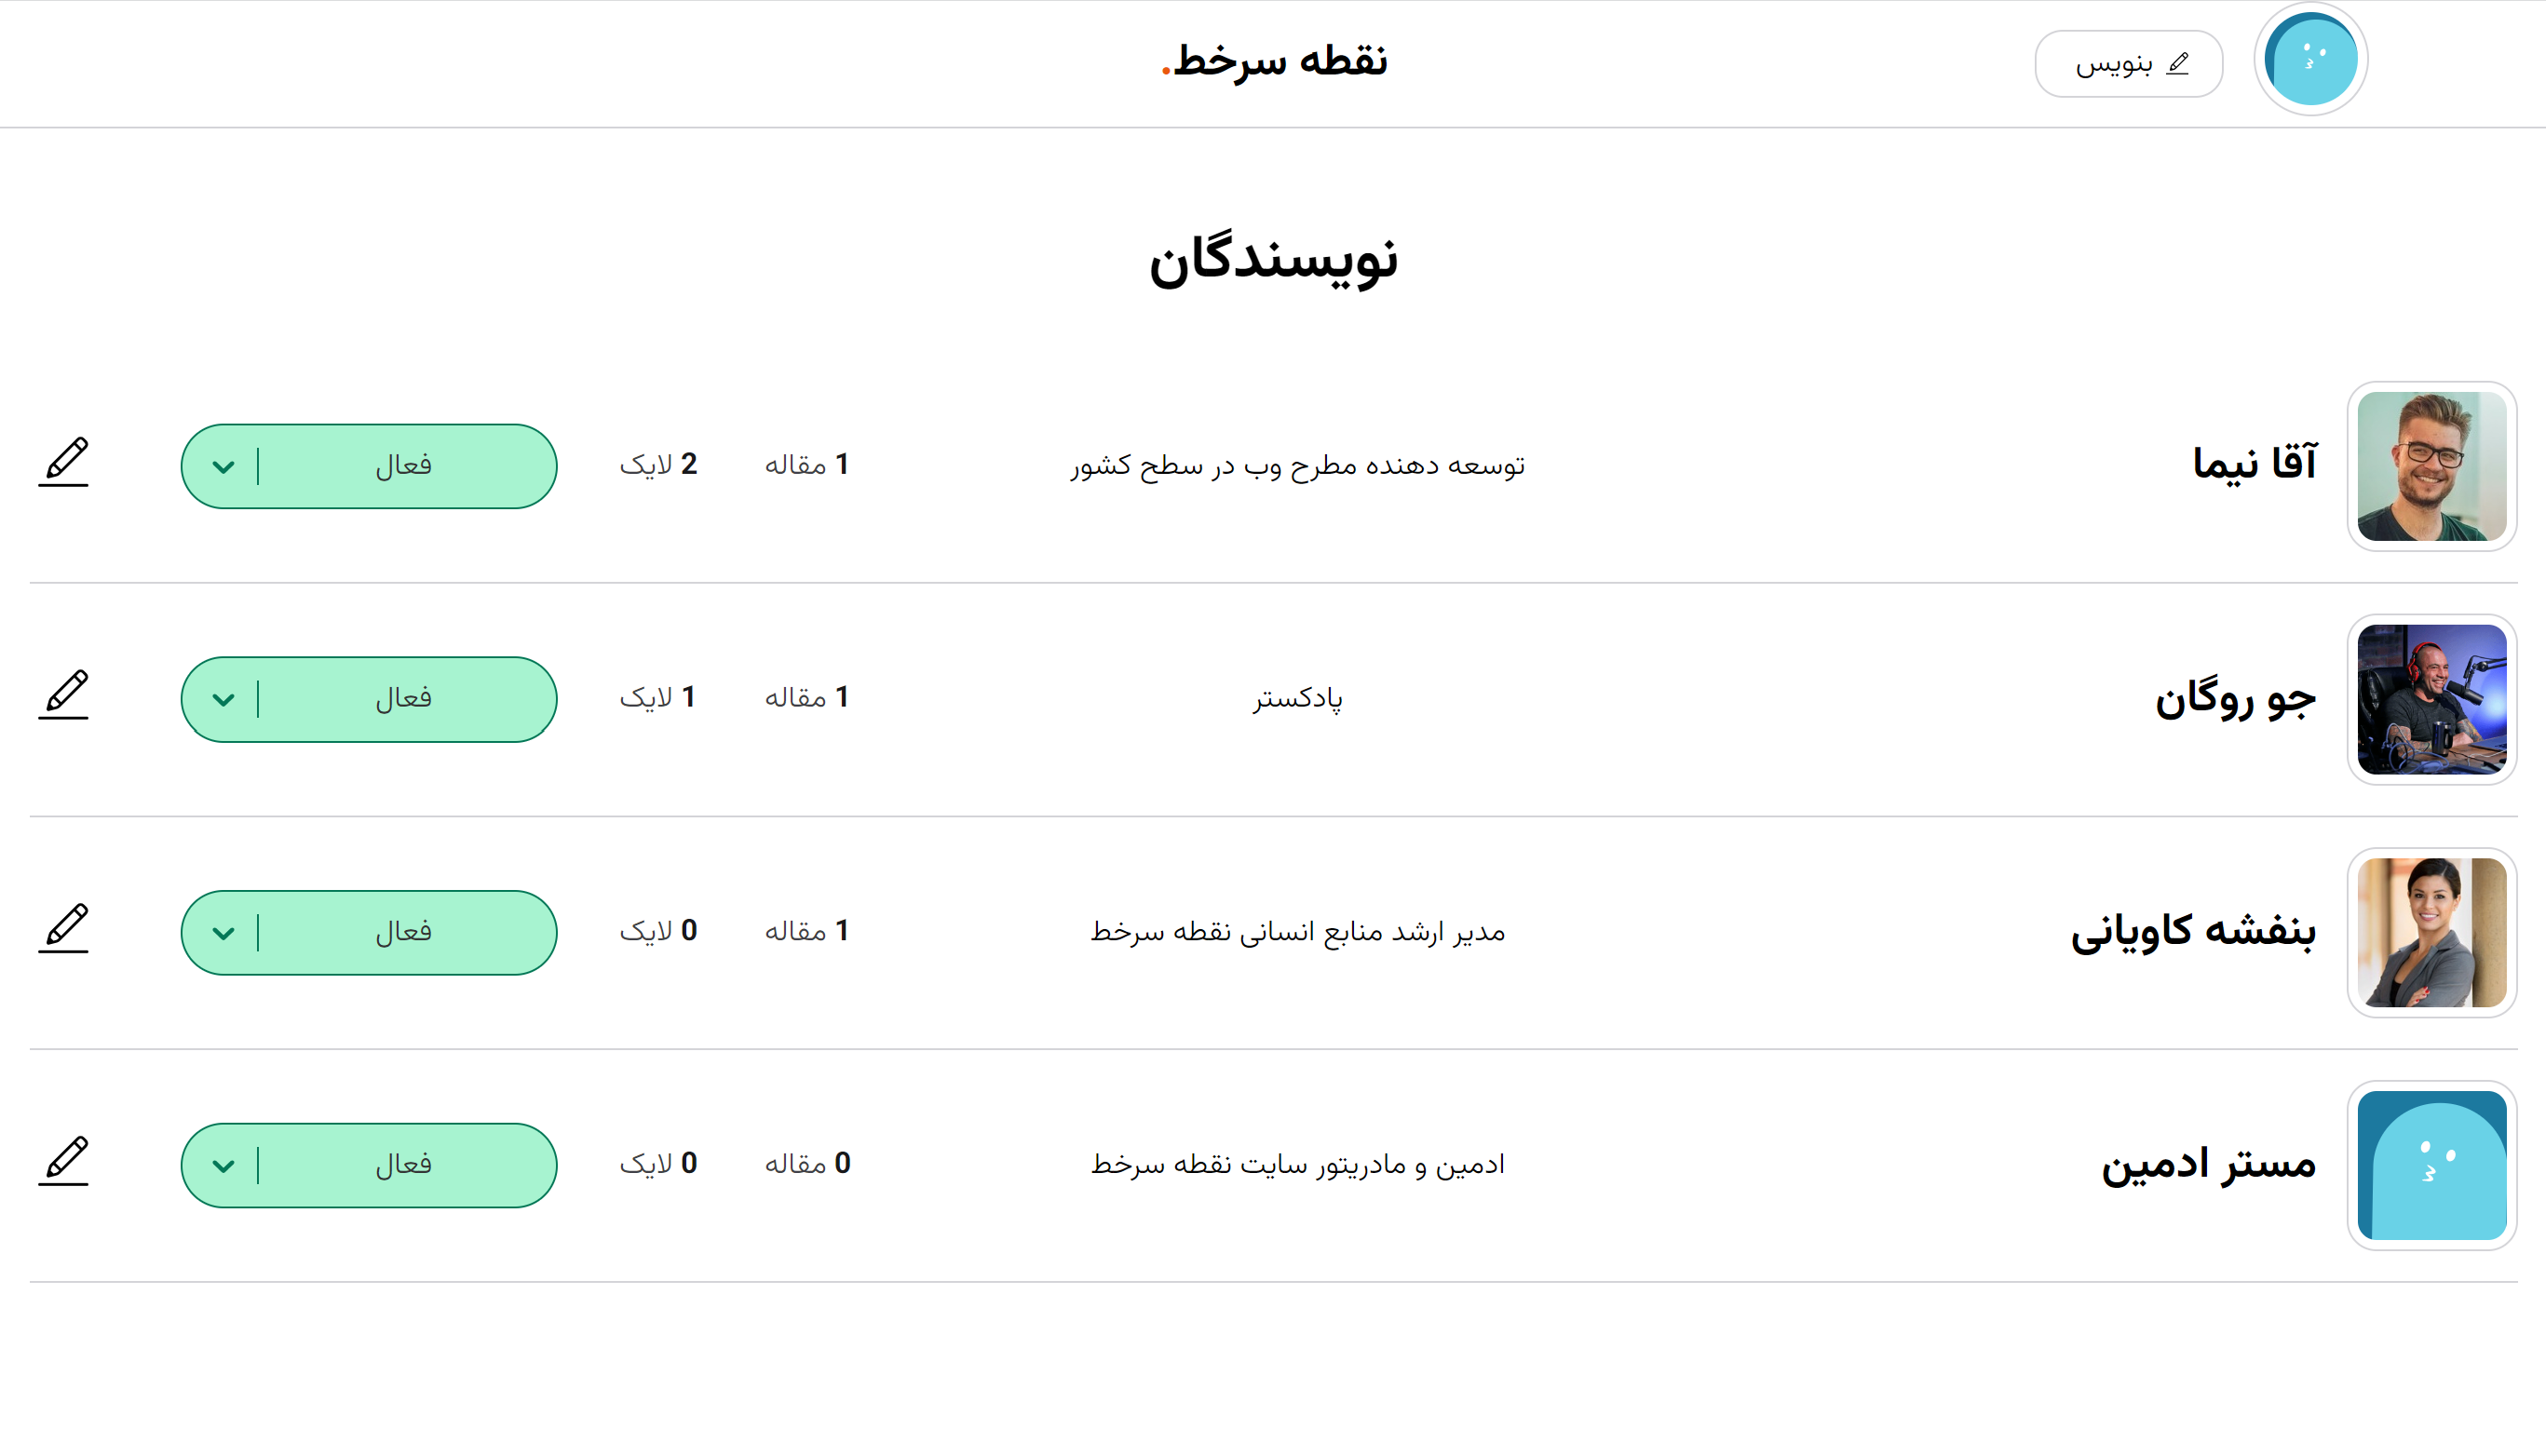 بنویس
نقطه سرخط.
نویسندگان
آقا نیما
توسعه دهنده مطرح وب در سطح کشور
1 مقاله
2 لایک
فعال
جو روگان
پادکستر
1 مقاله
1 لایک
فعال
بنفشه کاویانی
مدیر ارشد منابع انسانی نقطه سرخط
1 مقاله
0 لایک
فعال
مستر ادمین
ادمین و مادریتور سایت نقطه سرخط
0 مقاله
0 لایک
فعال